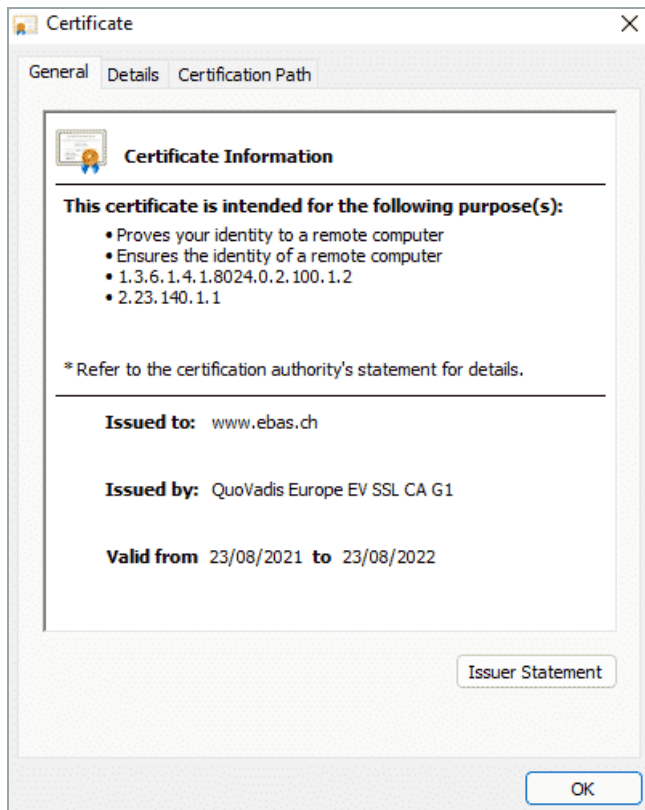 Certificate
General Details Certification Path
Certificate Information
This certificate is intended for the following purpose(s):
• Proves your identity to a remote computer
• Ensures the identity of a remote computer
• 1.3.6.1.4.1.8024.0.2.100.1.2
• 2.23.140.1.1
* Refer to the certification authority's statement for details.
Issued to: www.ebas.ch
Issued by: QuoVadis Europe EV SSL CA G1
Valid from 23/08/2021 to 23/08/2022
Issuer Statement
OK